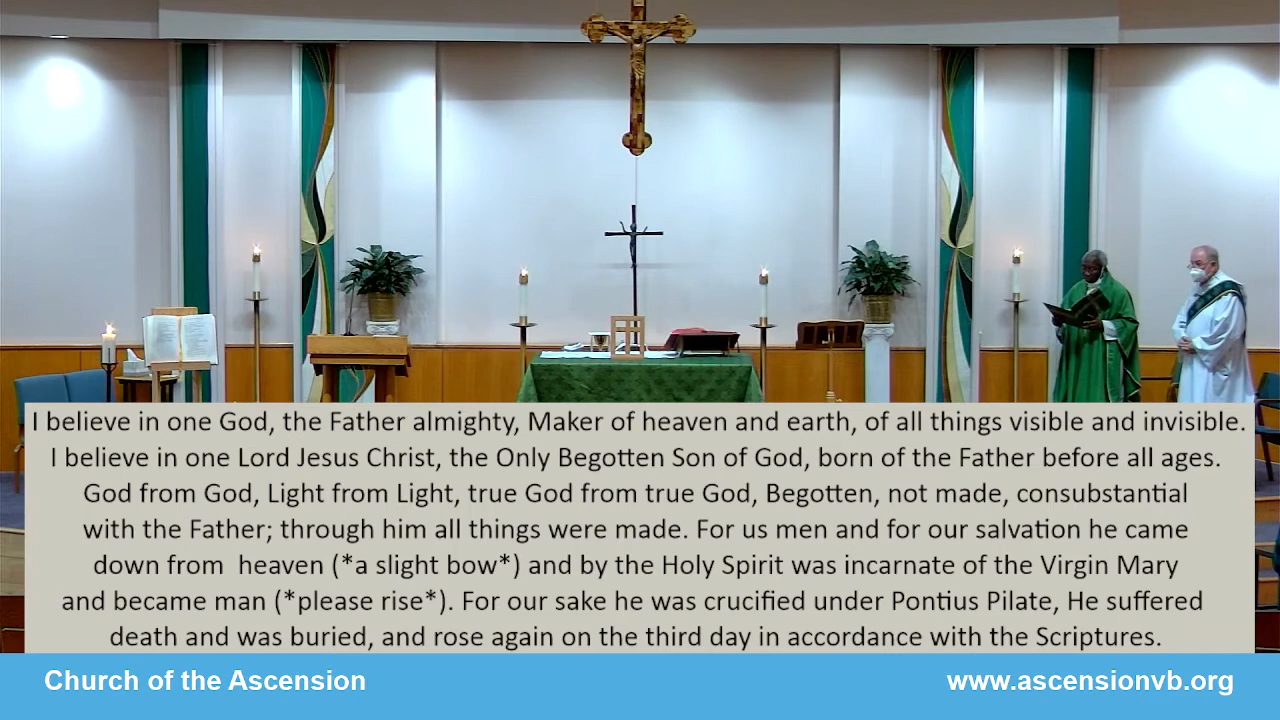 I believe in one God, the Father almighty, Maker of heaven and earth, of all things visible and invisible.
I believe in one Lord Jesus Christ, the Only Begotten Son of God, born of the Father before all ages.
God from God, Light from Light, true God from true God, Begotten, not made, consubstantial
with the Father; through him all things were made. For us men and for our salvation he came
down from  heaven (*a slight bow*) and by the Holy Spirit was incarnate of the Virgin Mary
and became man (*please rise*). For our sake he was crucified under Pontius Pilate, He suffered
death and was buried, and rose again on the third day in accordance with the Scriptures.
Church of the Ascension
www.ascensionvb.org